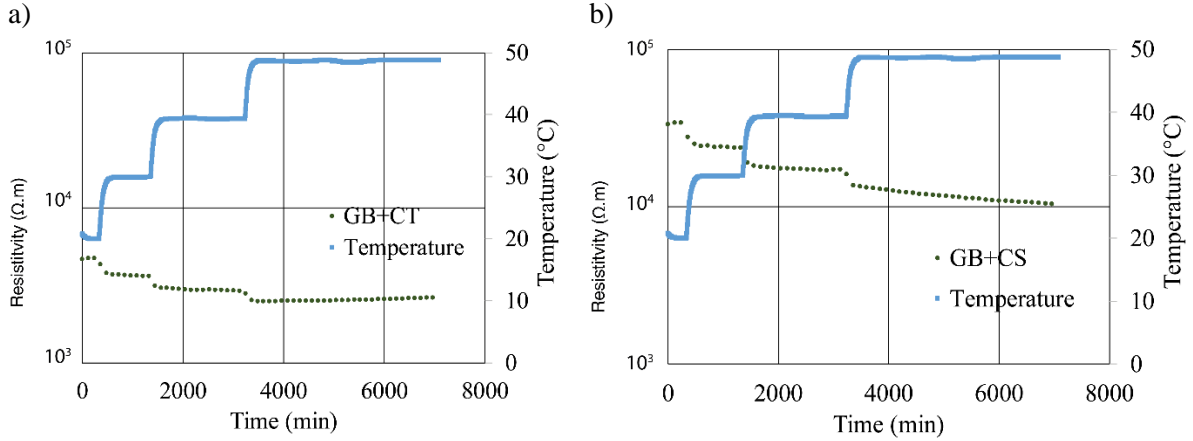 a)
10⁵
10⁴
10³
Resistitvity (Ω.m)
50
40
30
20
10
0
Temperature (°C)
GB+CT
Temperature
0
2000
4000
6000
8000
Time (min)
b)
10⁵
10⁴
10³
Resistitvity (Ω.m)
50
40
30
20
10
0
Temperature (°C)
GB+CS
Temperature
0
2000
4000
6000
8000
Time (min)